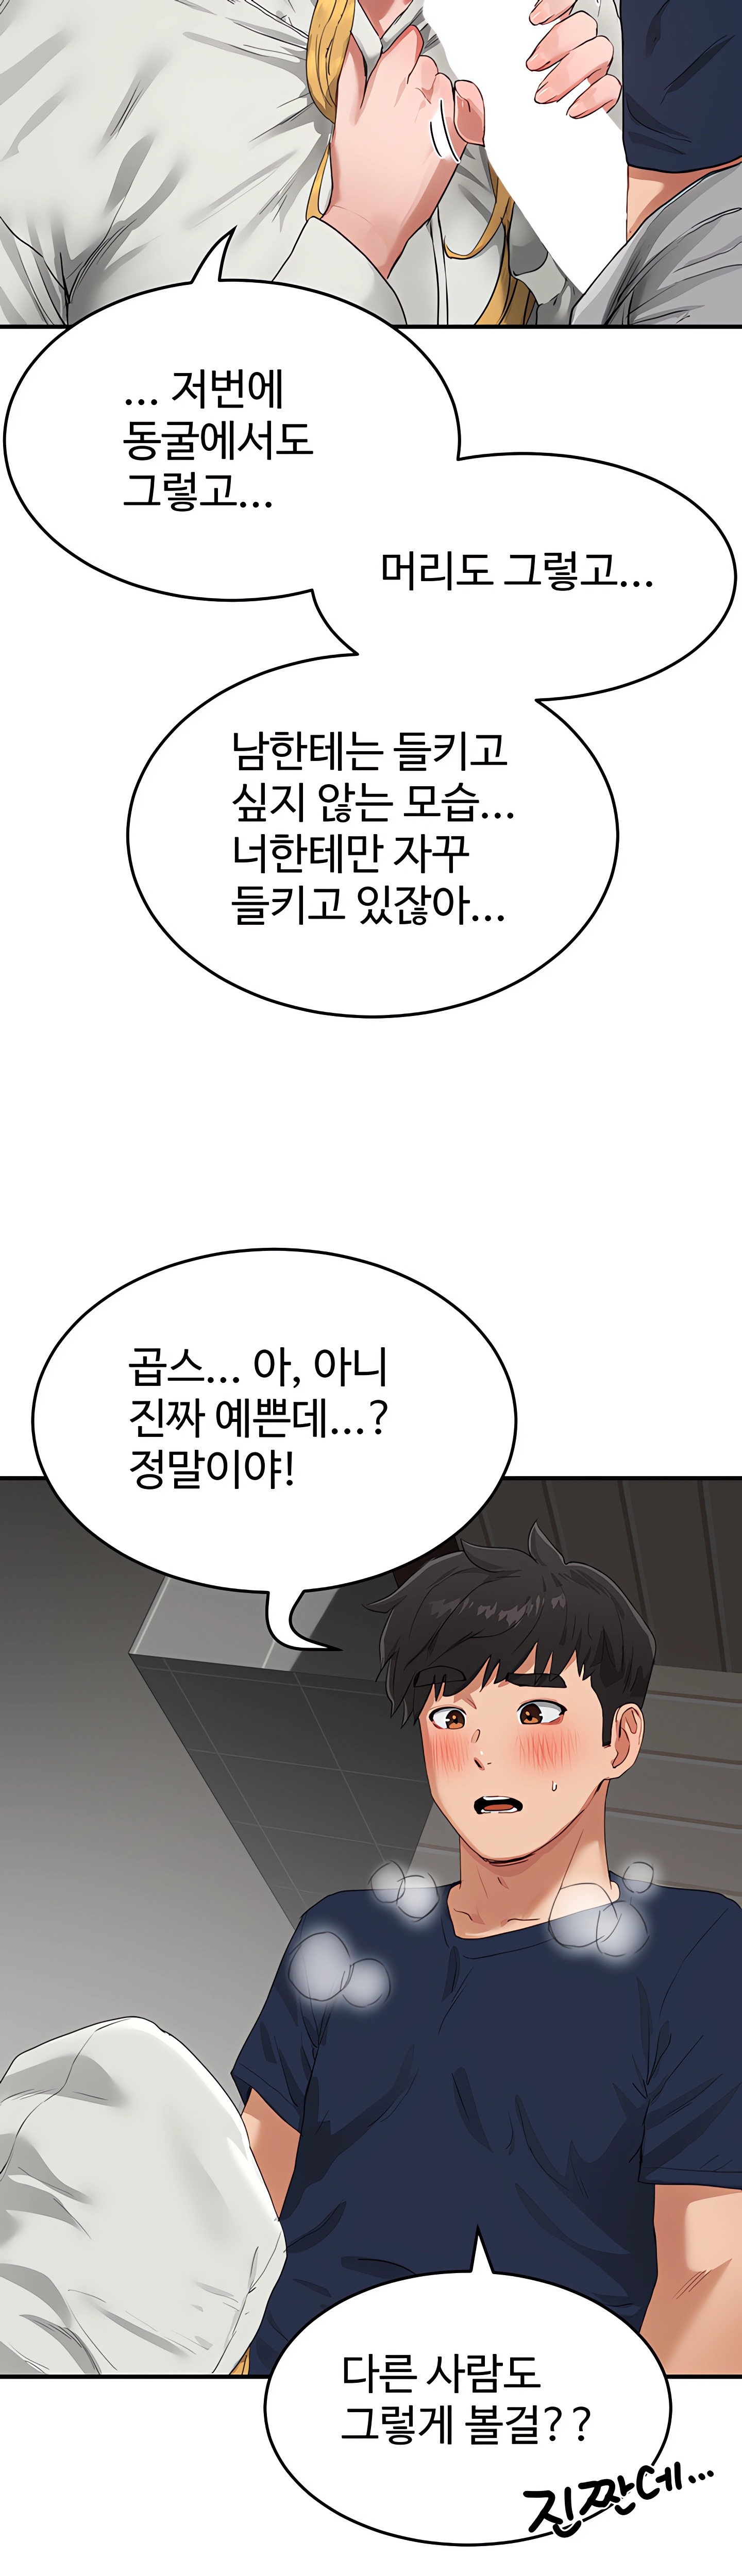 ... 저번에
동굴에서도
그렇고...
머리도 그렇고...
남한테는 들키고
싶지 않는 모습...
너한테만 자꾸
들키고 있잖아...
곱스... 아, 아니
진짜 예쁜데...?
정말이야!
다른 사람도
그렇게 볼걸??
진짠데...